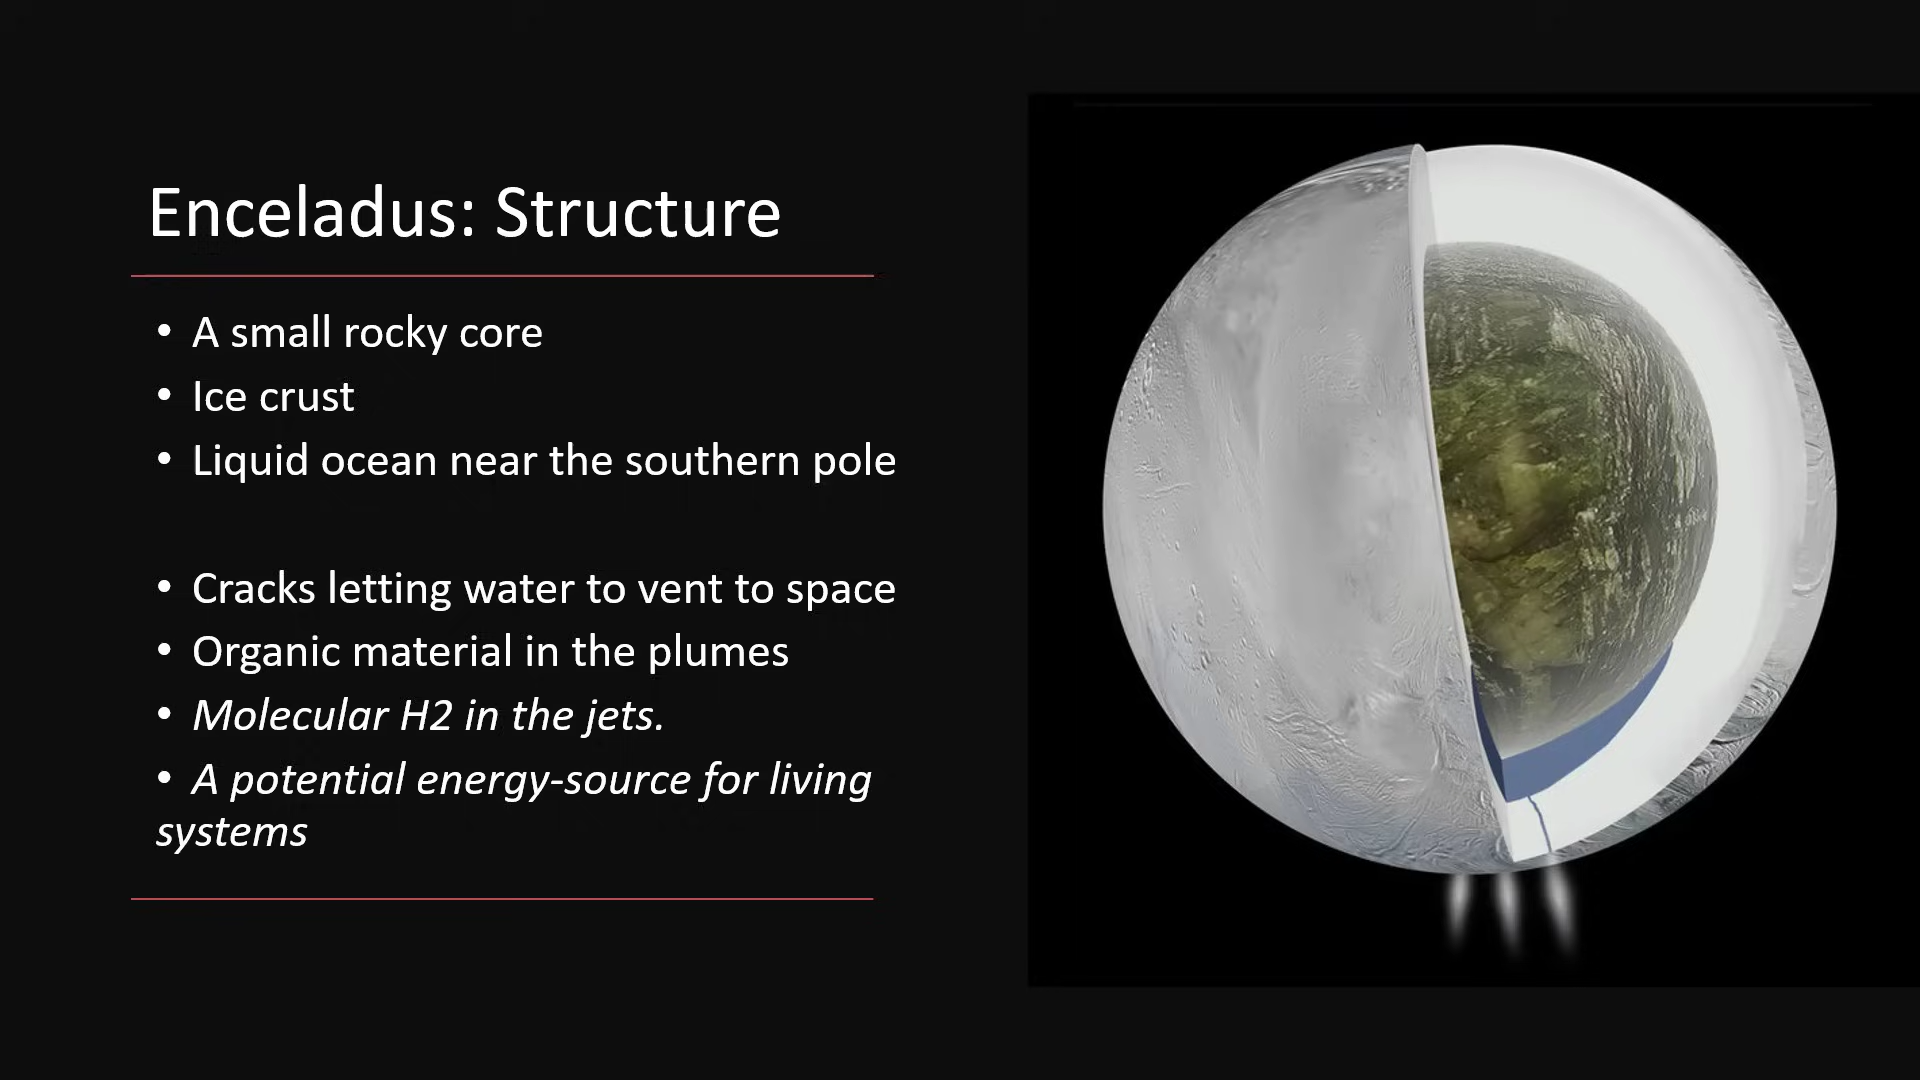 Enceladus: Structure
• A small rocky core
• Ice crust
• Liquid ocean near the southern pole
• Cracks letting water to vent to space
• Organic material in the plumes
• Molecular H2 in the jets.
• A potential energy-source for living
systems